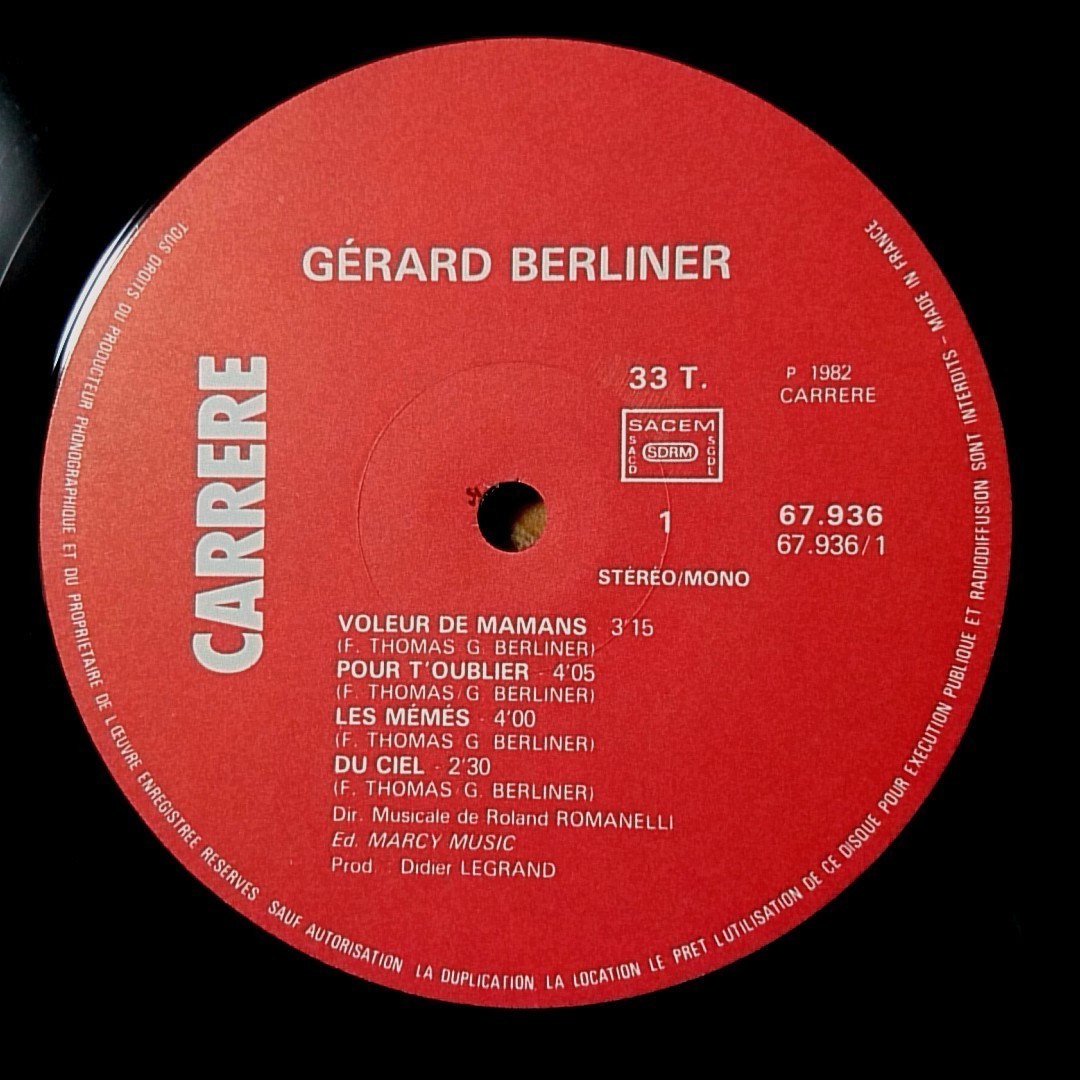 GÉRARD BERLINER
CARRERE
33 T.
P 1982
CARRERE
SACEM
SACD
SDRM
SGDL
1
67.936
67.936/1
STÉRÉO/MONO
VOLEUR DE MAMANS 3'15
(F. THOMAS G. BERLINER)
POUR T'OUBLIER - 4'05
(F. THOMAS/G. BERLINER)
LES MÉMÉS - 4'00
(F. THOMAS G. BERLINER)
DU CIEL - 2'30
(F. THOMAS/G. BERLINER)
Dir. Musicale de Roland ROMANELLI
Ed. MARCY MUSIC
Prod. : Didier LEGRAND
TOUS DROITS DU PRODUCTEUR PHONOGRAPHIQUE ET DU PROPRIETAIRE DE L'ŒUVRE ENREGISTREE RESERVES SAUF AUTORISATION LA DUPLICATION, LA LOCATION LE PRET L'UTILISATION DE CE DISQUE POUR EXECUTION PUBLIQUE ET RADIODIFFUSION SONT INTERDITS - MADE IN FRANCE